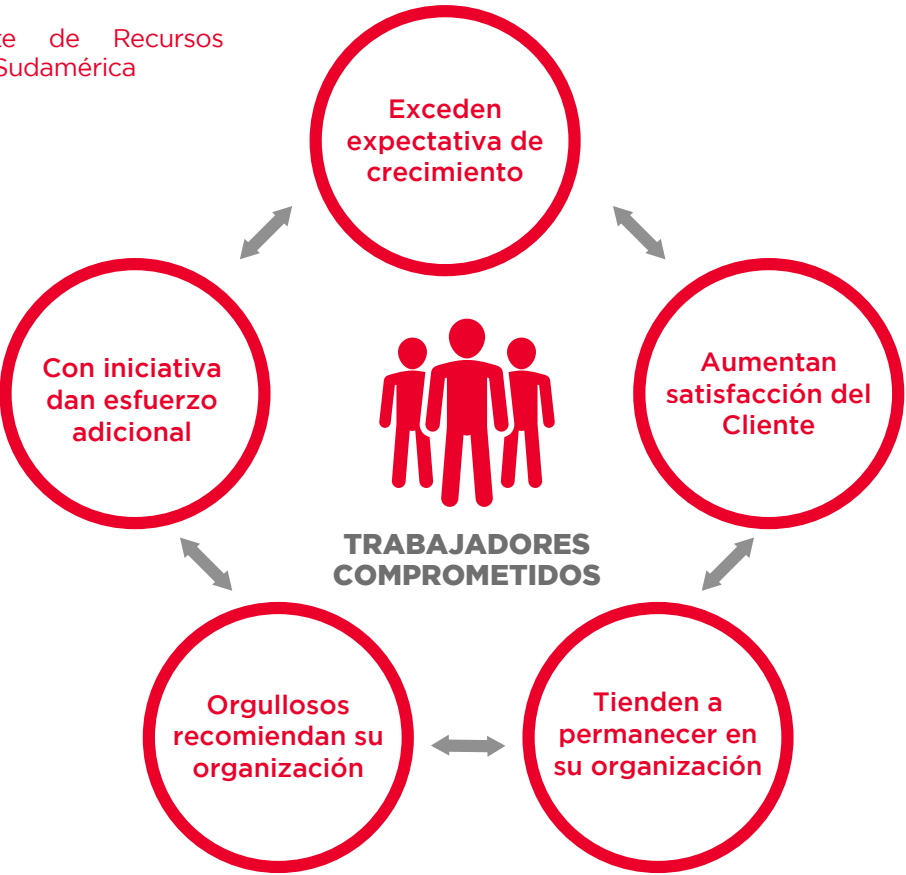 de Recursos
Sudamérica
Exceden
expectativa de
crecimiento
Con iniciativa
dan esfuerzo
adicional
Aumentan
satisfacción del
Cliente
TRABAJADORES
COMPROMETIDOS
Orgullosos
recomiendan su
organización
Tienden a
permanecer en
su organización